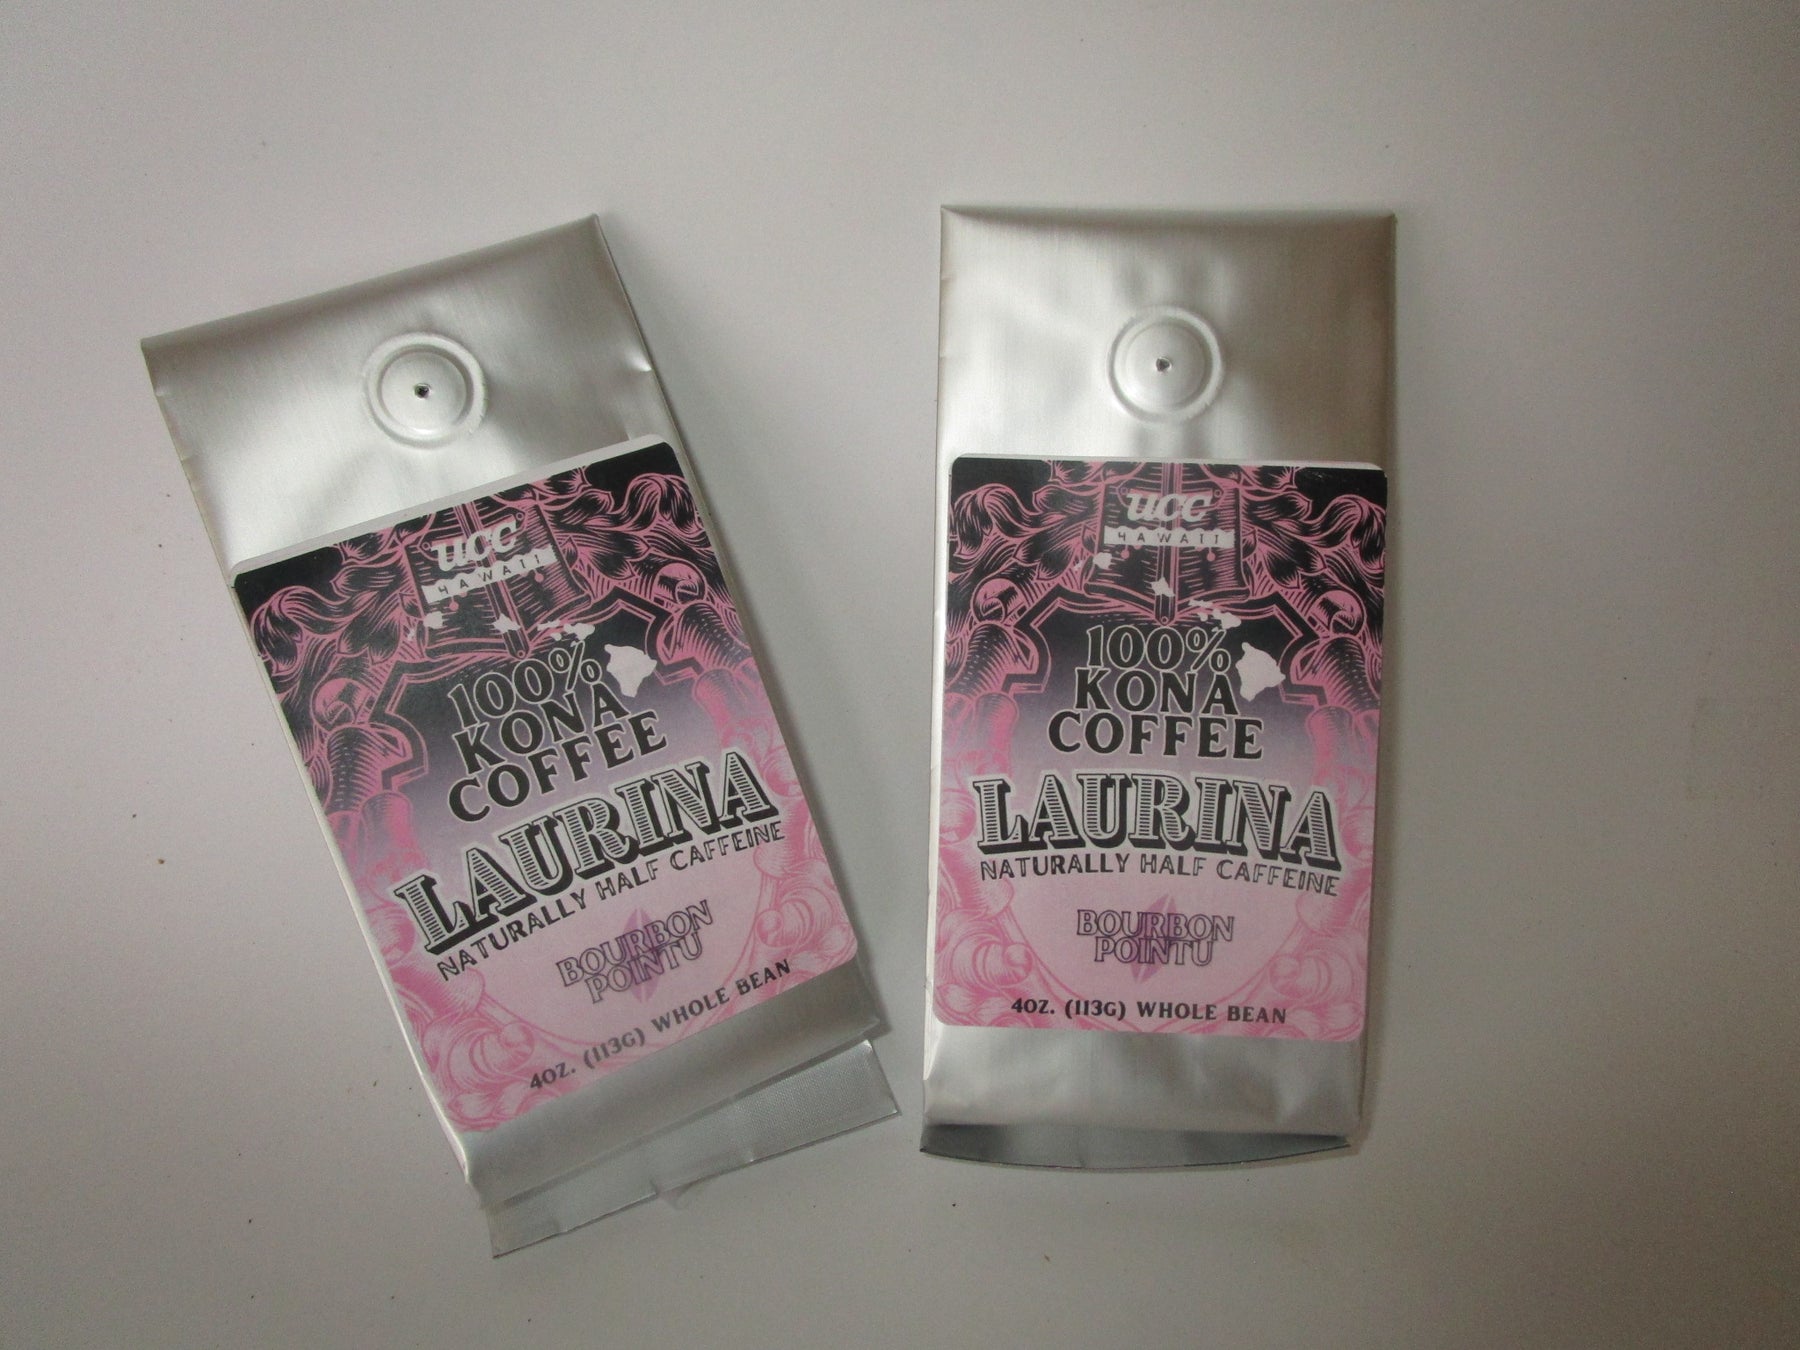 UCC
HAWAII
100%
KONA
COFFEE
LAURINA
NATURALLY HALF CAFFEINE
BOURBON
POINTU
4OZ. (113G) WHOLE BEAN
UCC
HAWAII
100%
KONA
COFFEE
LAURINA
NATURALLY HALF CAFFEINE
BOURBON
POINTU
4OZ. (113G) WHOLE BEAN